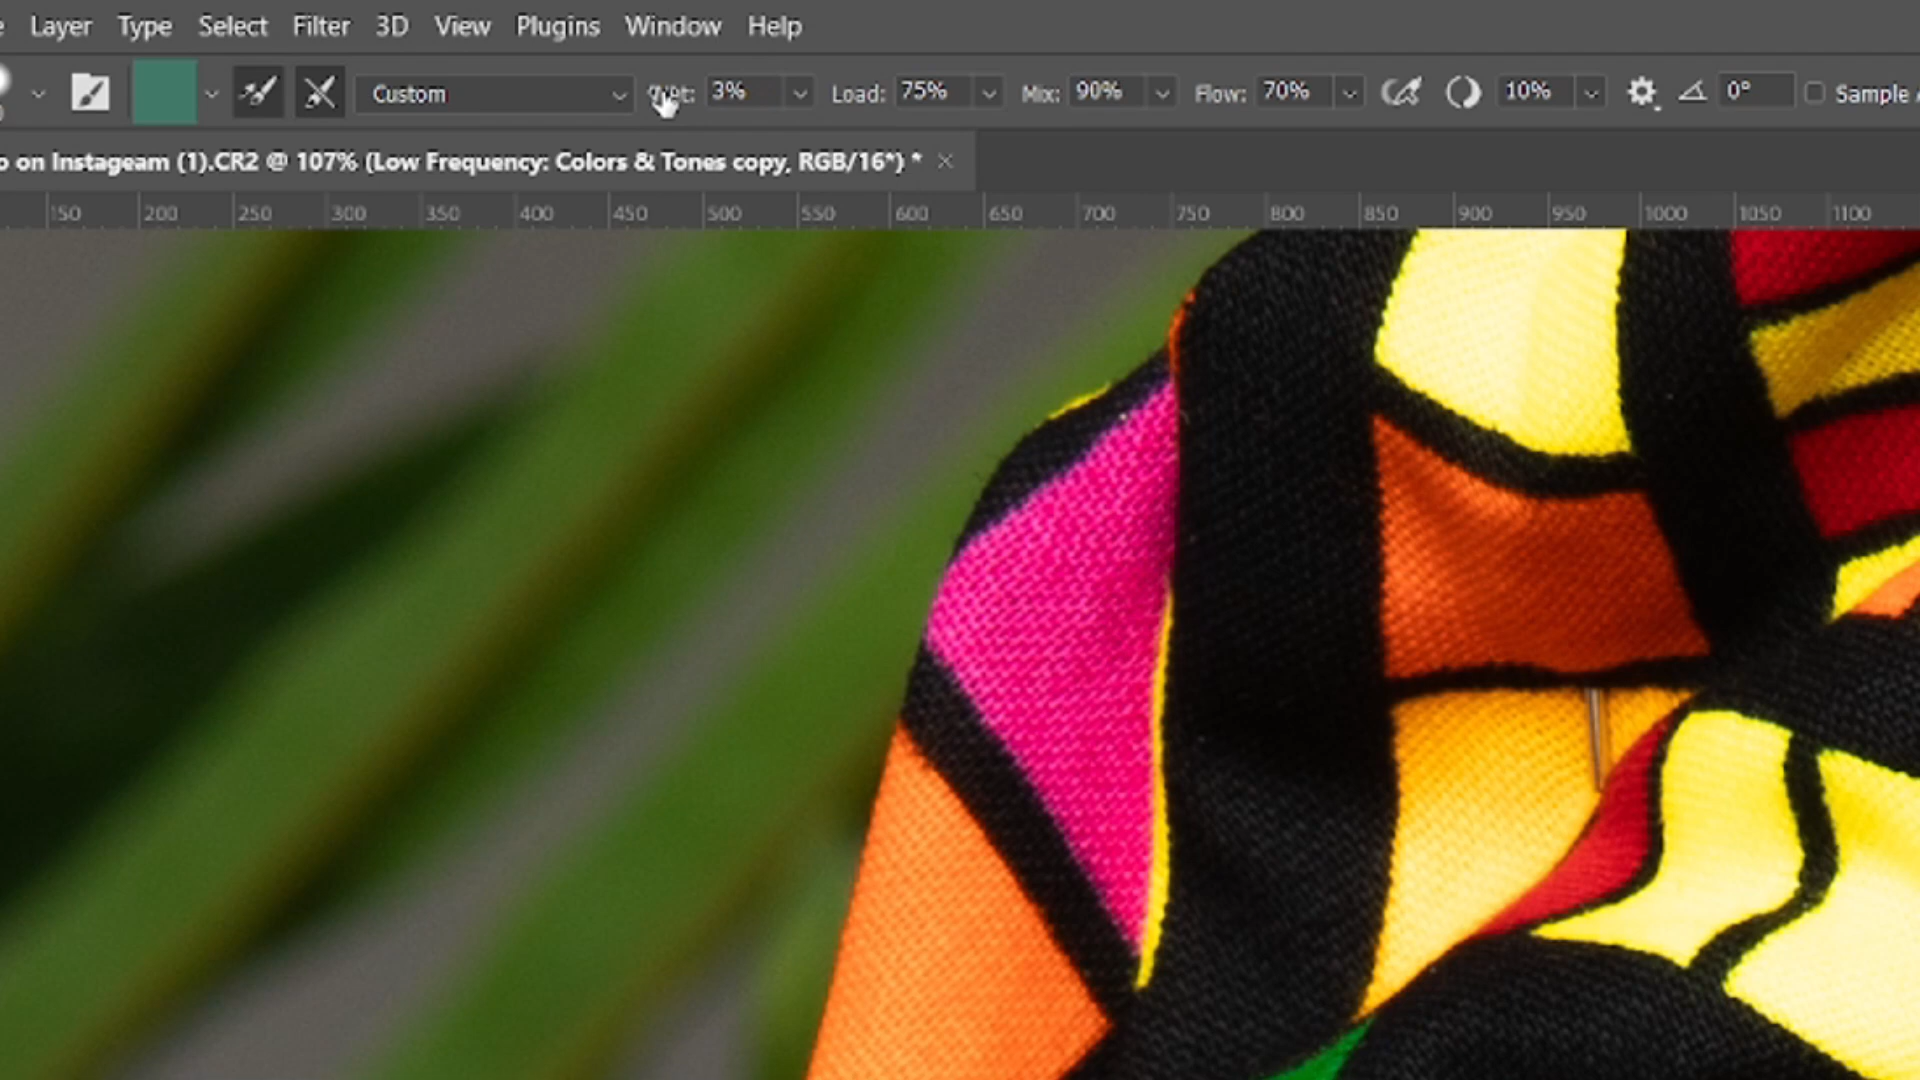 Layer Type Select Filter 3D View Plugins Window Help
Custom 3% Load: 75% Mix: 90% Flow: 70% 10% 0° Sample
on Instageam (1).CR2 @ 107% (Low Frequency: Colors & Tones copy, RGB/16*) * ×
150 200 250 300 350 400 450 500 550 600 650 700 750 800 850 900 950 1000 1050 1100